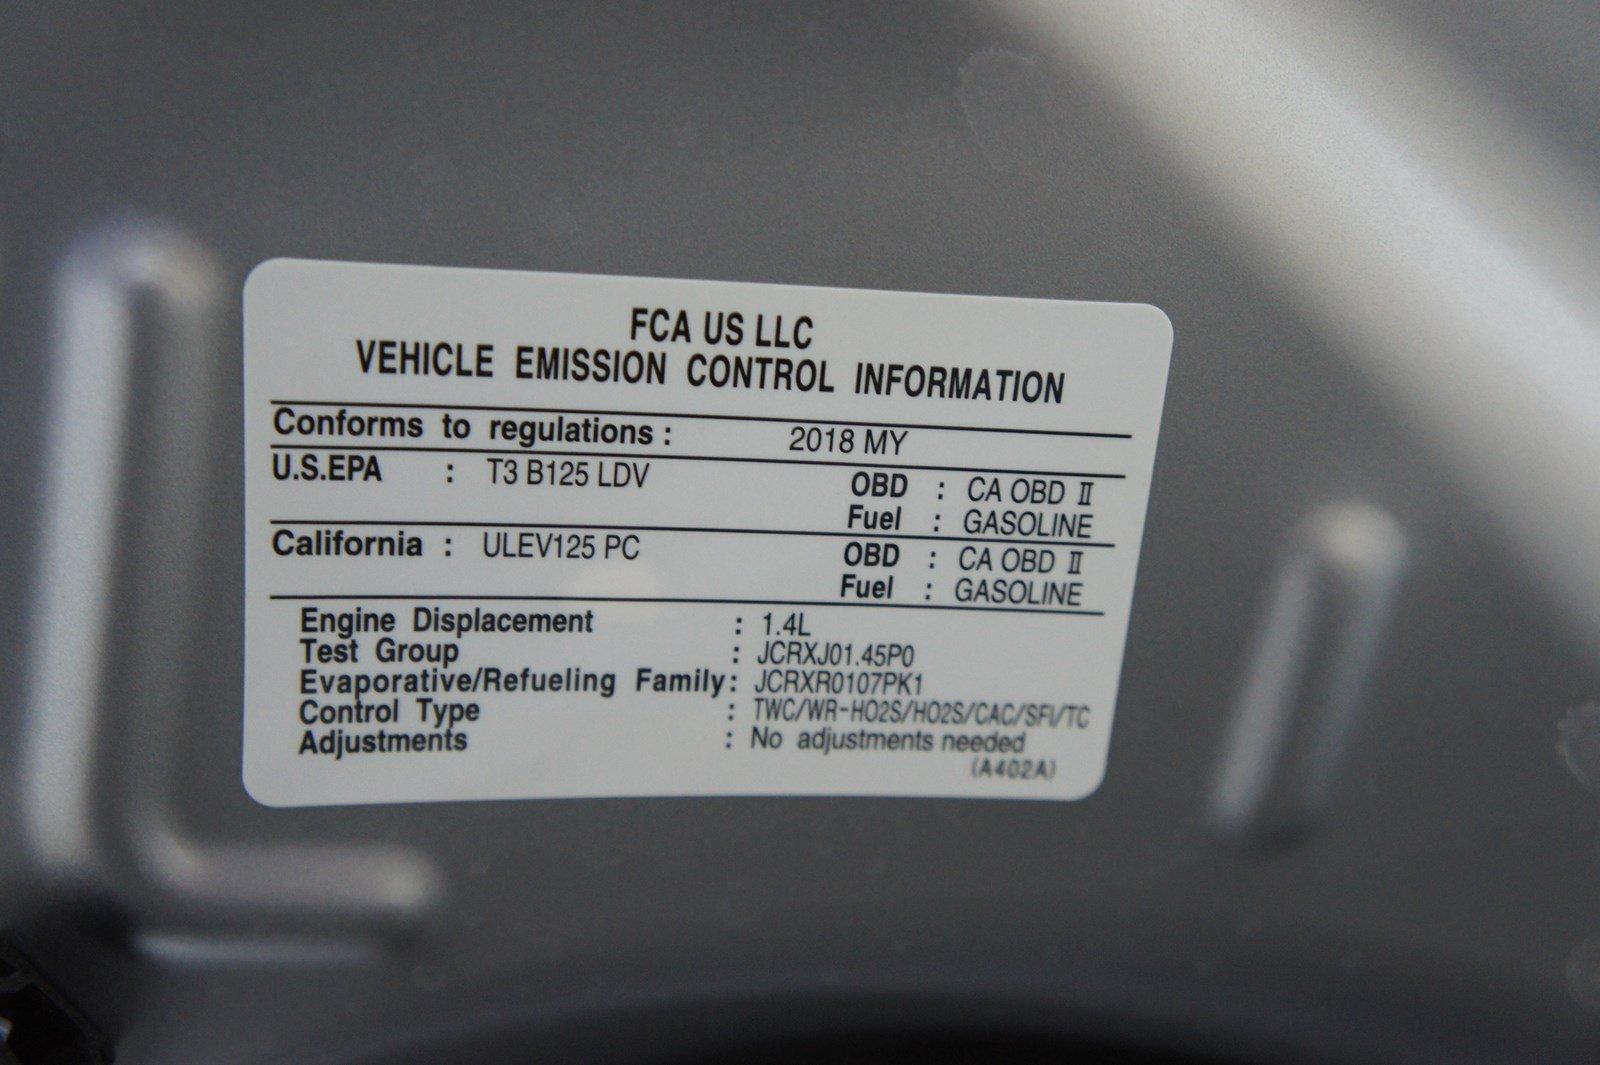 FCA US LLC
VEHICLE EMISSION CONTROL INFORMATION
Conforms to regulations : 2018 MY
U.S.EPA : T3 B125 LDV OBD : CA OBD II
Fuel : GASOLINE
California : ULEV125 PC OBD : CA OBD II
Fuel : GASOLINE
Engine Displacement : 1.4L
Test Group : JCRXJ01.45P0
Evaporative/Refueling Family : JCRXR0107PK1
Control Type : TWC/WR-HO2S/HO2S/CAC/SFI/TC
Adjustments : No adjustments needed
(A402A)